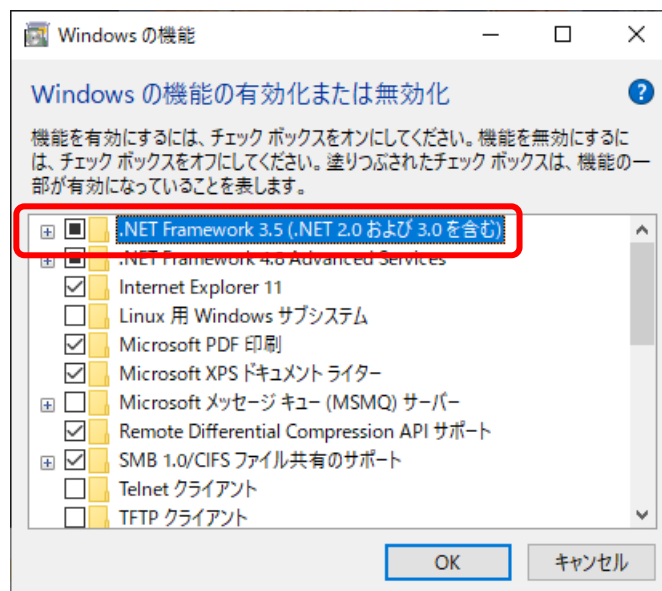 Windows の機能
Windows の機能の有効化または無効化
機能を有効にするには、チェック ボックスをオンにしてください。機能を無効にするに
は、チェック ボックスをオフにしてください。塗りつぶされたチェック ボックスは、機能の一
部が有効になっていることを表します。
.NET Framework 3.5 (.NET 2.0 および 3.0 を含む)
.NET Framework 4.8 Advanced Services
Internet Explorer 11
Linux 用 Windows サブシステム
Microsoft PDF 印刷
Microsoft XPS ドキュメント ライター
Microsoft メッセージ キュー (MSMQ) サーバー
Remote Differential Compression API サポート
SMB 1.0/CIFS ファイル共有のサポート
Telnet クライアント
TFTP クライアント
OK キャンセル